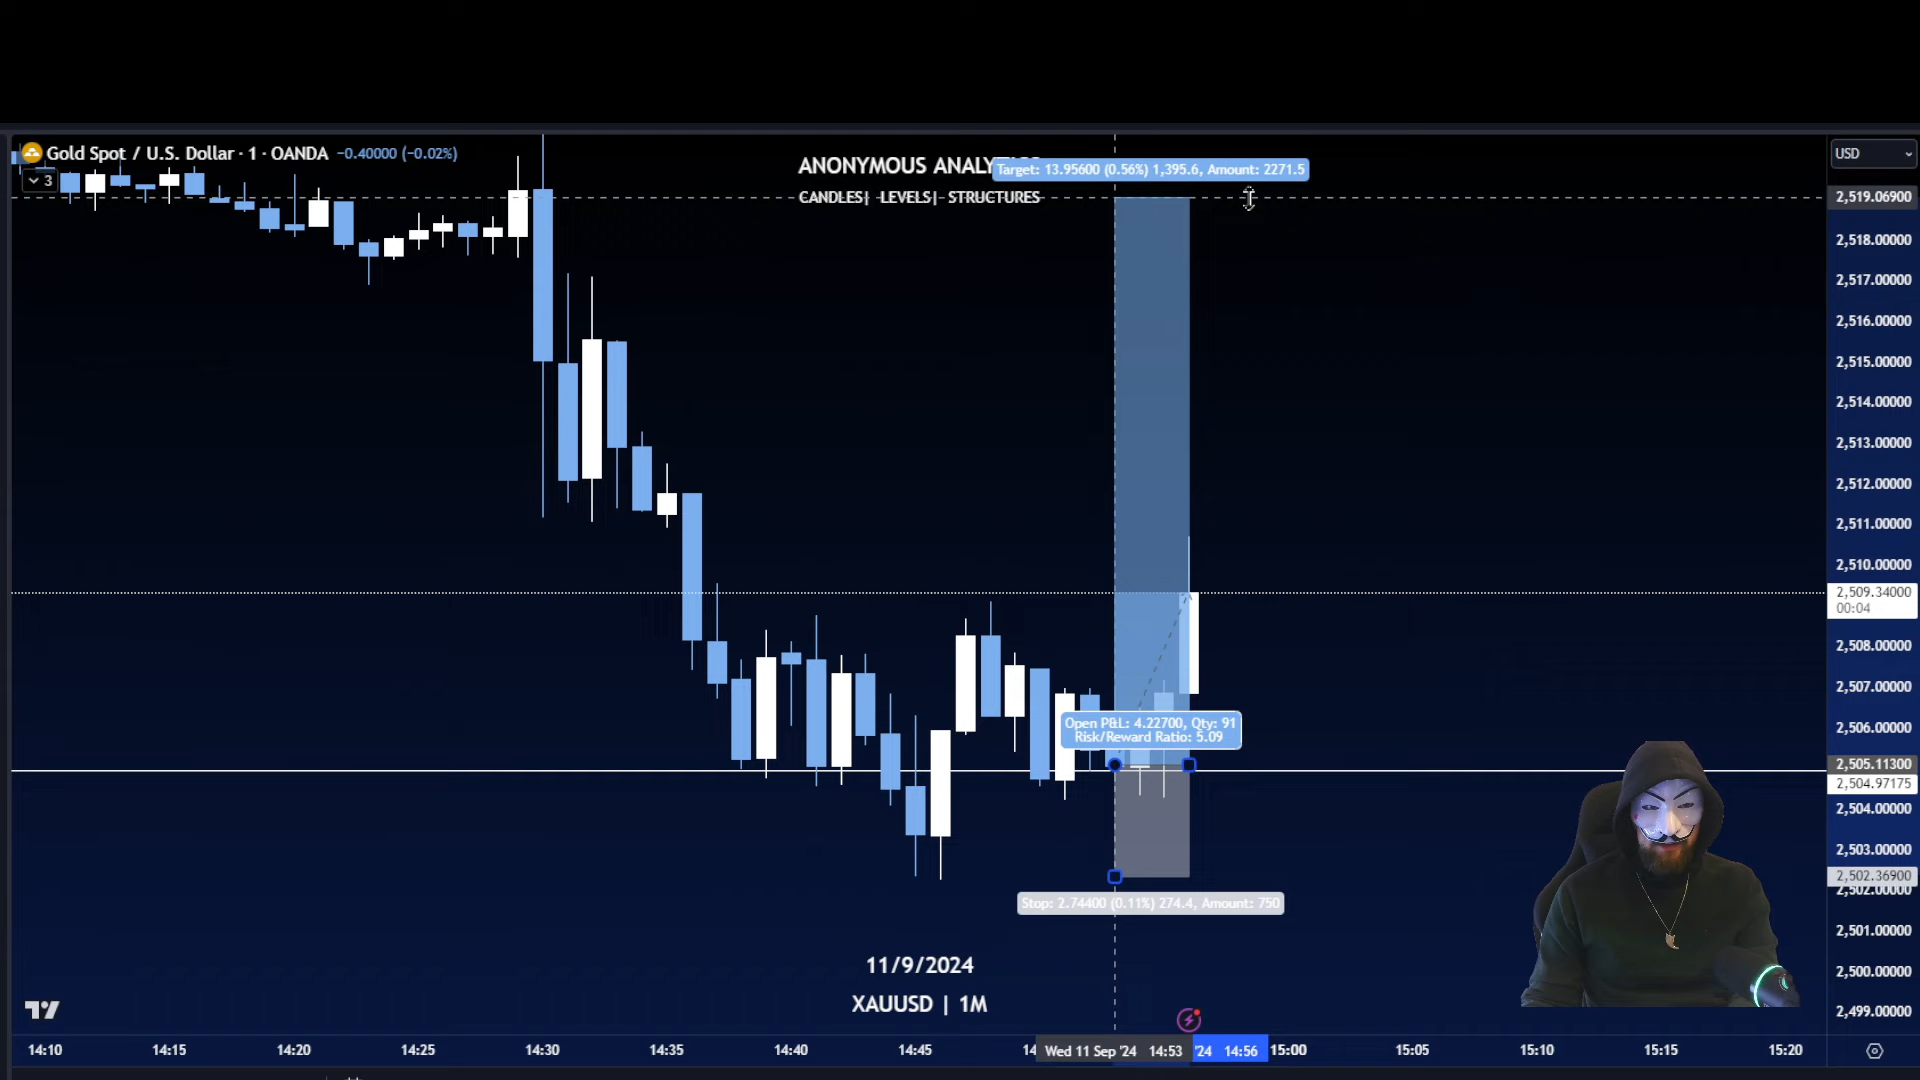 Gold Spot / U.S. Dollar · 1 · OANDA −0.40000 (−0.02%)
3
ANONYMOUS ANALY
Target: 13.95600 (0.56%) 1,395.6, Amount: 2271.5
CANDLES| LEVELS| STRUCTURES
USD
2,519.06900
2,518.00000
2,517.00000
2,516.00000
2,515.00000
2,514.00000
2,513.00000
2,512.00000
2,511.00000
2,510.00000
2,509.34000
00:04
2,508.00000
2,507.00000
2,506.00000
2,505.11300
2,504.97175
2,504.00000
2,503.00000
2,502.36900
2,502.00000
2,501.00000
2,500.00000
2,499.00000
Open P&L: 4.22700, Qty: 91
Risk/Reward Ratio: 5.09
Stop: 2.74400 (0.11%) 274.4, Amount: 750
11/9/2024
XAUUSD | 1M
14:10 14:15 14:20 14:25 14:30 14:35 14:40 14:45 14 Wed 11 Sep '24 14:53 '24 14:56 15:00 15:05 15:10 15:15 15:20